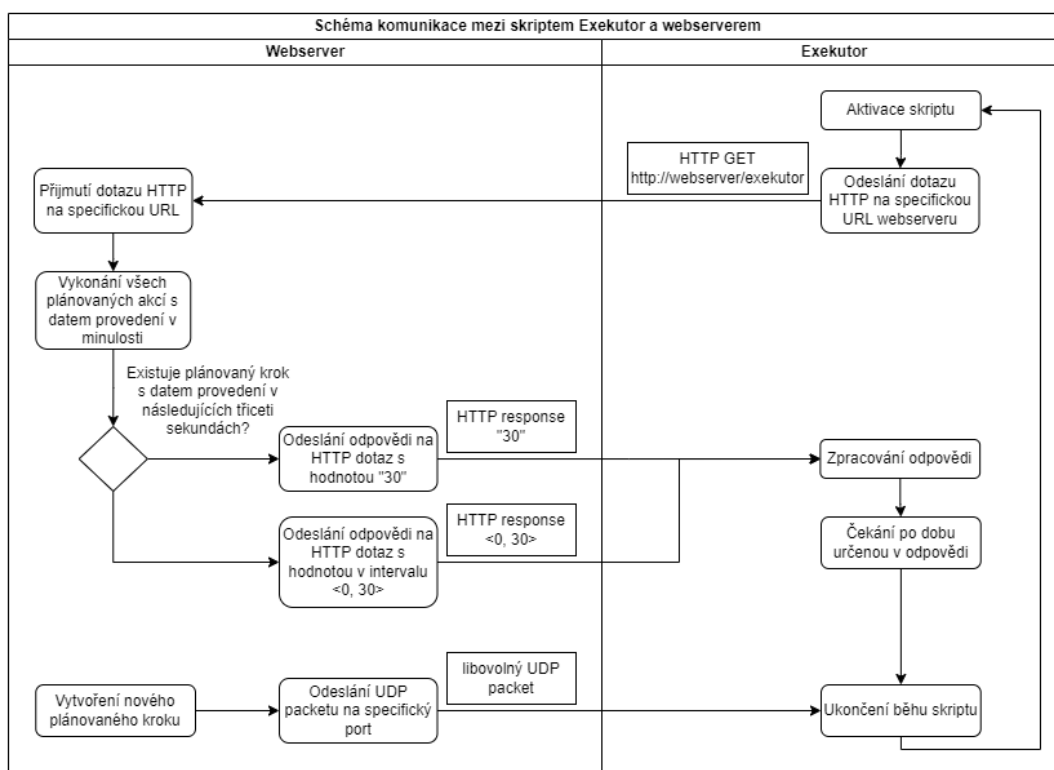 Schéma komunikace mezi skriptem Exekutor a webserverem
Webserver
Exekutor
Aktivace skriptu
HTTP GET
http://webserver/exekutor
Odeslání dotazu
HTTP na specifickou
URL webserveru
Přijmutí dotazu HTTP
na specifickou URL
Vykonání všech
plánovaných akcí s
datem provedení v
minulosti
Existuje plánovaný krok
s datem provedení v
následujících třiceti
sekundách?
Odeslání odpovědi na
HTTP dotaz s
hodnotou "30"
HTTP response
"30"
Zpracování odpovědi
Odeslání odpovědi na
HTTP dotaz s
hodnotou v intervalu
<0, 30>
HTTP response
<0, 30>
Čekání po dobu
určenou v odpovědi
Vytvoření nového
plánovaného kroku
Odeslání UDP
packetu na specifický
port
libovolný UDP
packet
Ukončení běhu skriptu